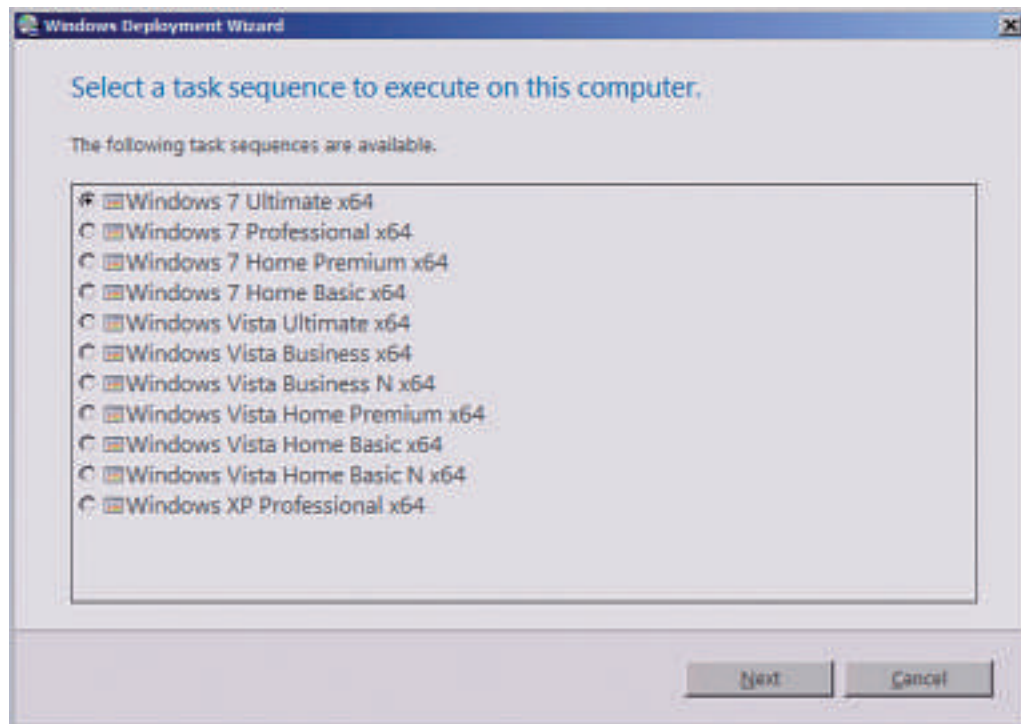 Windows Deployment Wizard
Select a task sequence to execute on this computer.
The following task sequences are available.
Windows 7 Ultimate x64
Windows 7 Professional x64
Windows 7 Home Premium x64
Windows 7 Home Basic x64
Windows Vista Ultimate x64
Windows Vista Business x64
Windows Vista Business N x64
Windows Vista Home Premium x64
Windows Vista Home Basic x64
Windows Vista Home Basic N x64
Windows XP Professional x64
Next Cancel